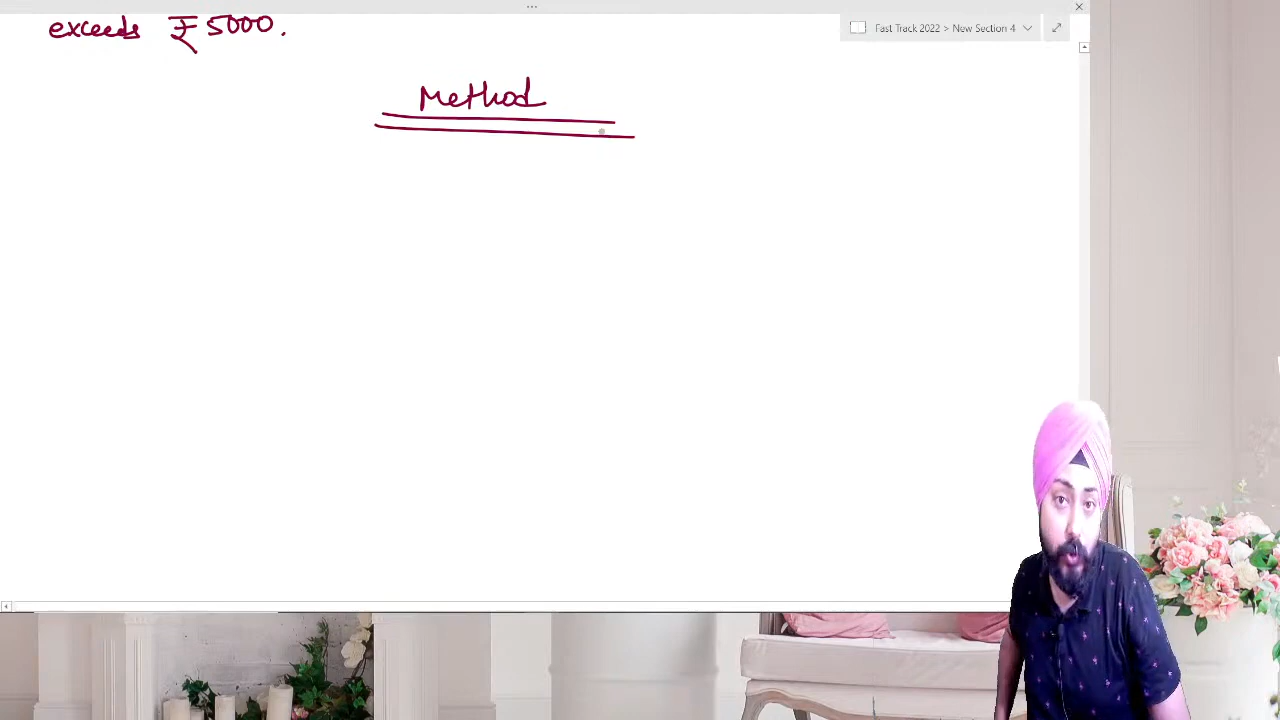 exceeds ₹ 5000.
Fast Track 2022 > New Section 4
Method